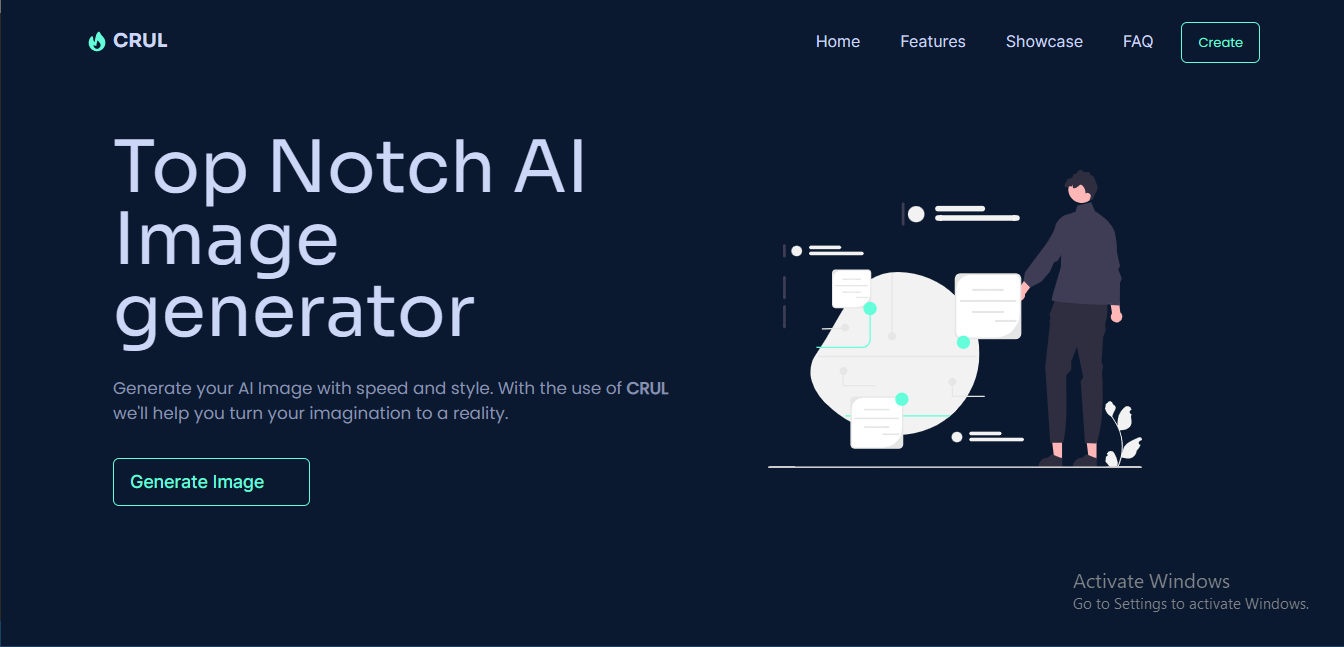 CRUL
Home
Features
Showcase
FAQ
Create
Top Notch AI
Image
generator
Generate your AI Image with speed and style. With the use of CRUL
we'll help you turn your imagination to a reality.
Generate Image
Activate Windows
Go to Settings to activate Windows.